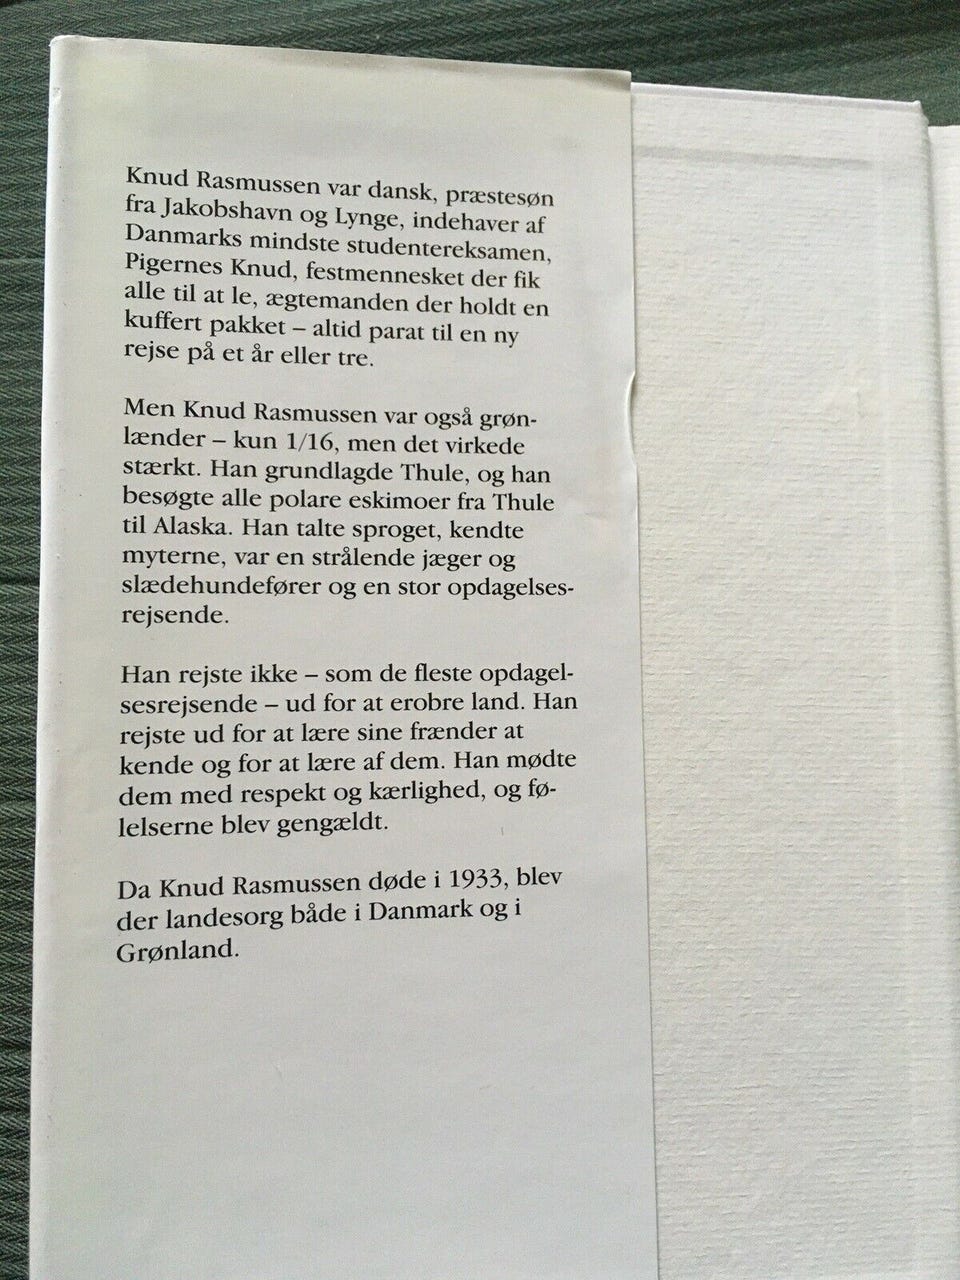 Knud Rasmussen var dansk, præstesøn
fra Jakobshavn og Lynge, indehaver af
Danmarks mindste studentereksamen,
Pigernes Knud, festmennesket der fik
alle til at le, ægtemanden der holdt en
kuffert pakket – altid parat til en ny
rejse på et år eller tre.
Men Knud Rasmussen var også grøn-
lænder – kun 1/16, men det virkede
stærkt. Han grundlagde Thule, og han
besøgte alle polare eskimoer fra Thule
til Alaska. Han talte sproget, kendte
myterne, var en strålende jæger og
slædehundefører og en stor opdagelses-
rejsende.
Han rejste ikke – som de fleste opdagel-
sesrejsende – ud for at erobre land. Han
rejste ud for at lære sine frænder at
kende og for at lære af dem. Han mødte
dem med respekt og kærlighed, og fø-
lelserne blev gengældt.
Da Knud Rasmussen døde i 1933, blev
der landesorg både i Danmark og i
Grønland.